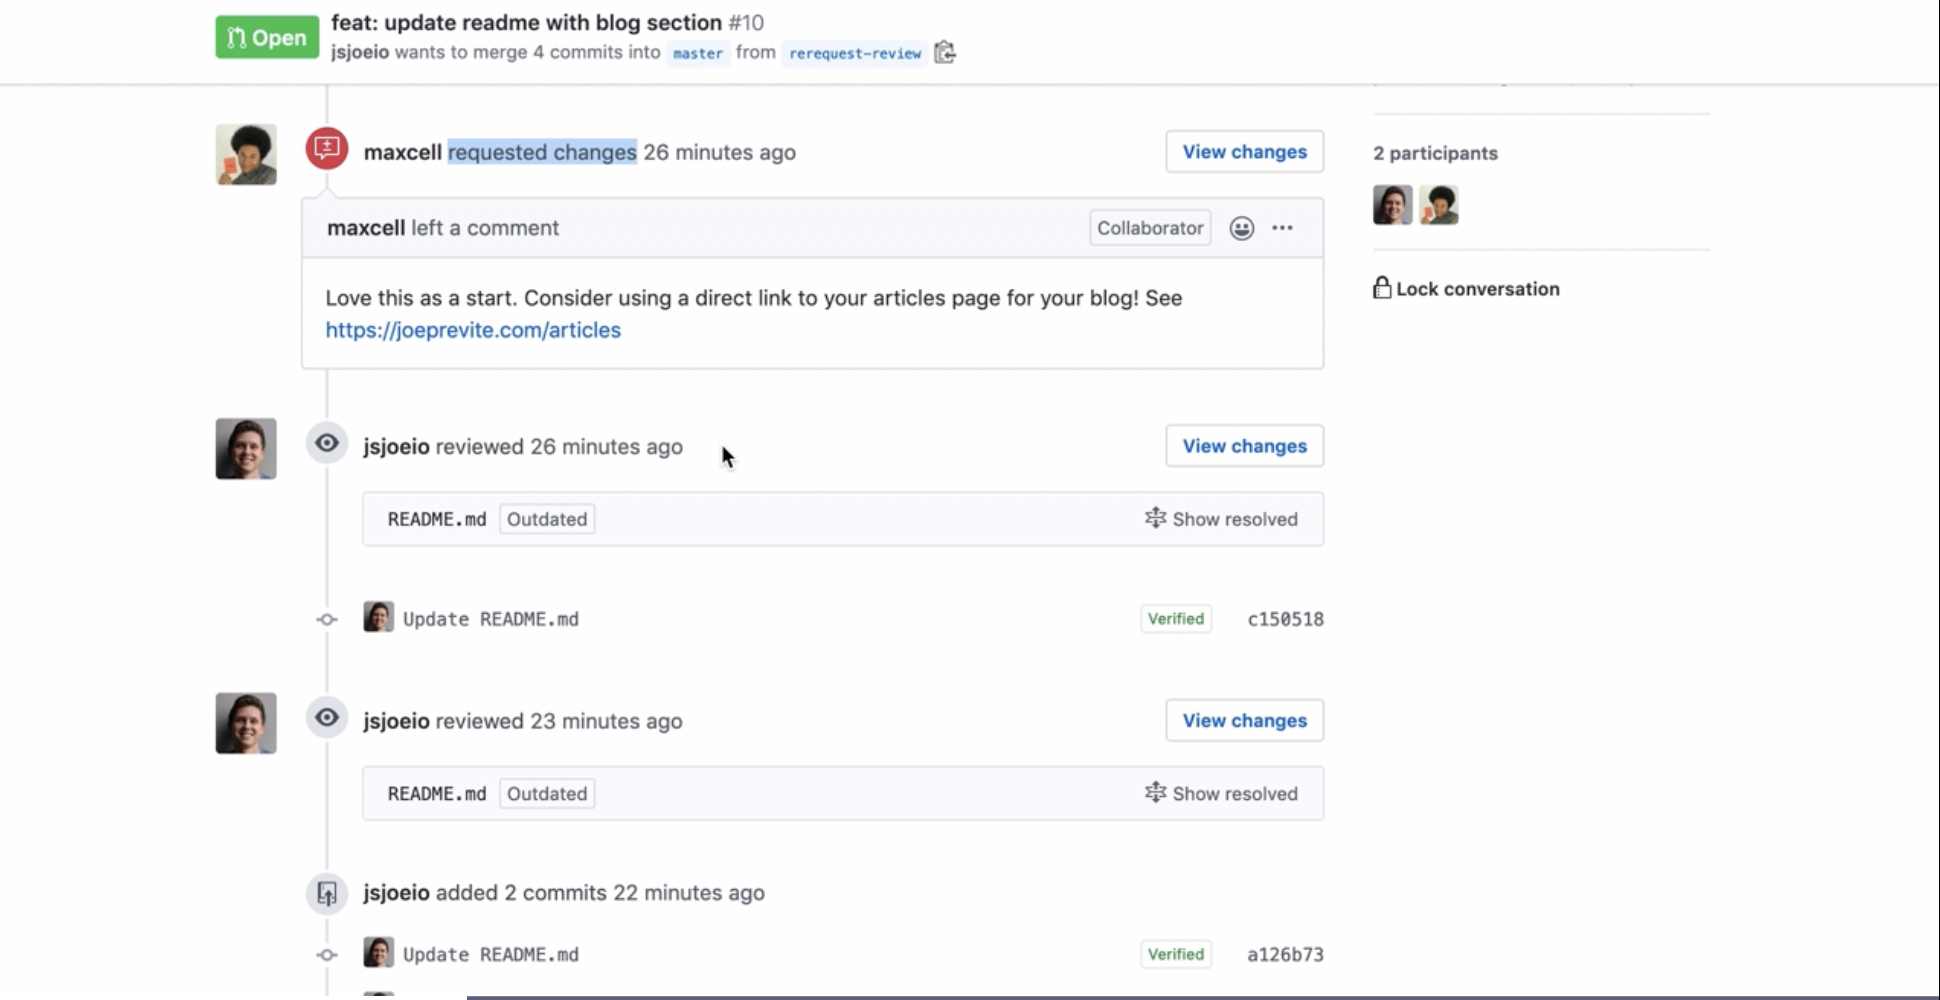 Open
feat: update readme with blog section #10
jsjoeio wants to merge 4 commits into master from rerequest-review
maxcell requested changes 26 minutes ago
View changes
maxcell left a comment
Collaborator
Love this as a start. Consider using a direct link to your articles page for your blog! See
https://joeprevite.com/articles
jsjoeio reviewed 26 minutes ago
View changes
README.md Outdated
Show resolved
Update README.md
Verified c150518
jsjoeio reviewed 23 minutes ago
View changes
README.md Outdated
Show resolved
jsjoeio added 2 commits 22 minutes ago
Update README.md
Verified a126b73
2 participants
Lock conversation